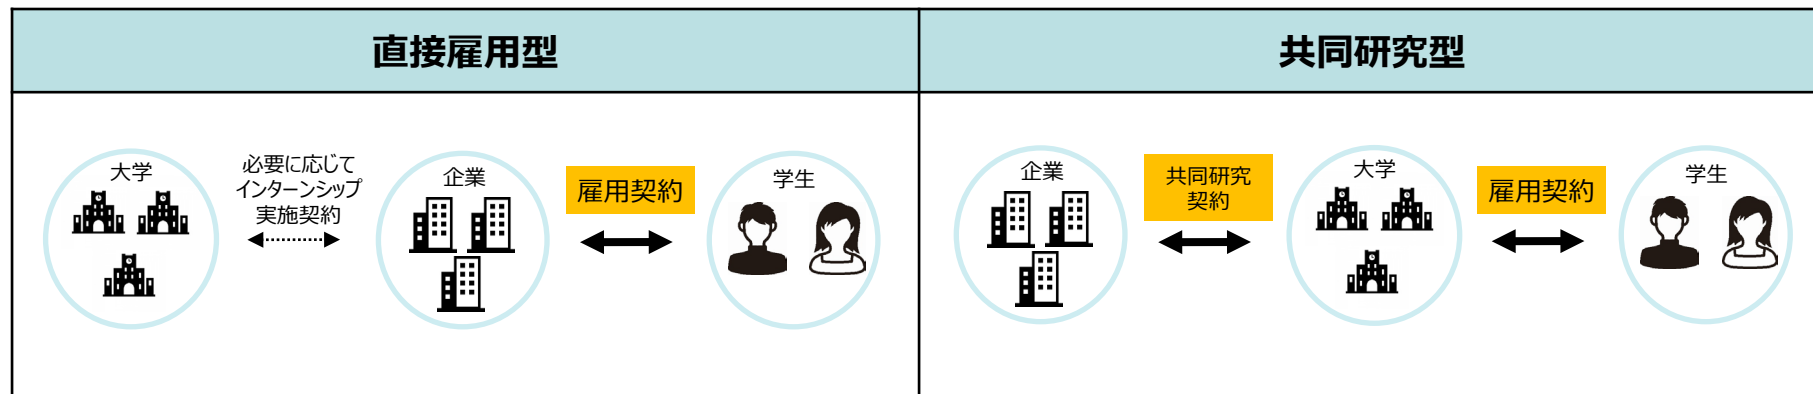 直接雇用型
共同研究型
大学
必要に応じて
インターンシップ
実施契約
企業
雇用契約
学生
企業
共同研究
契約
大学
雇用契約
学生